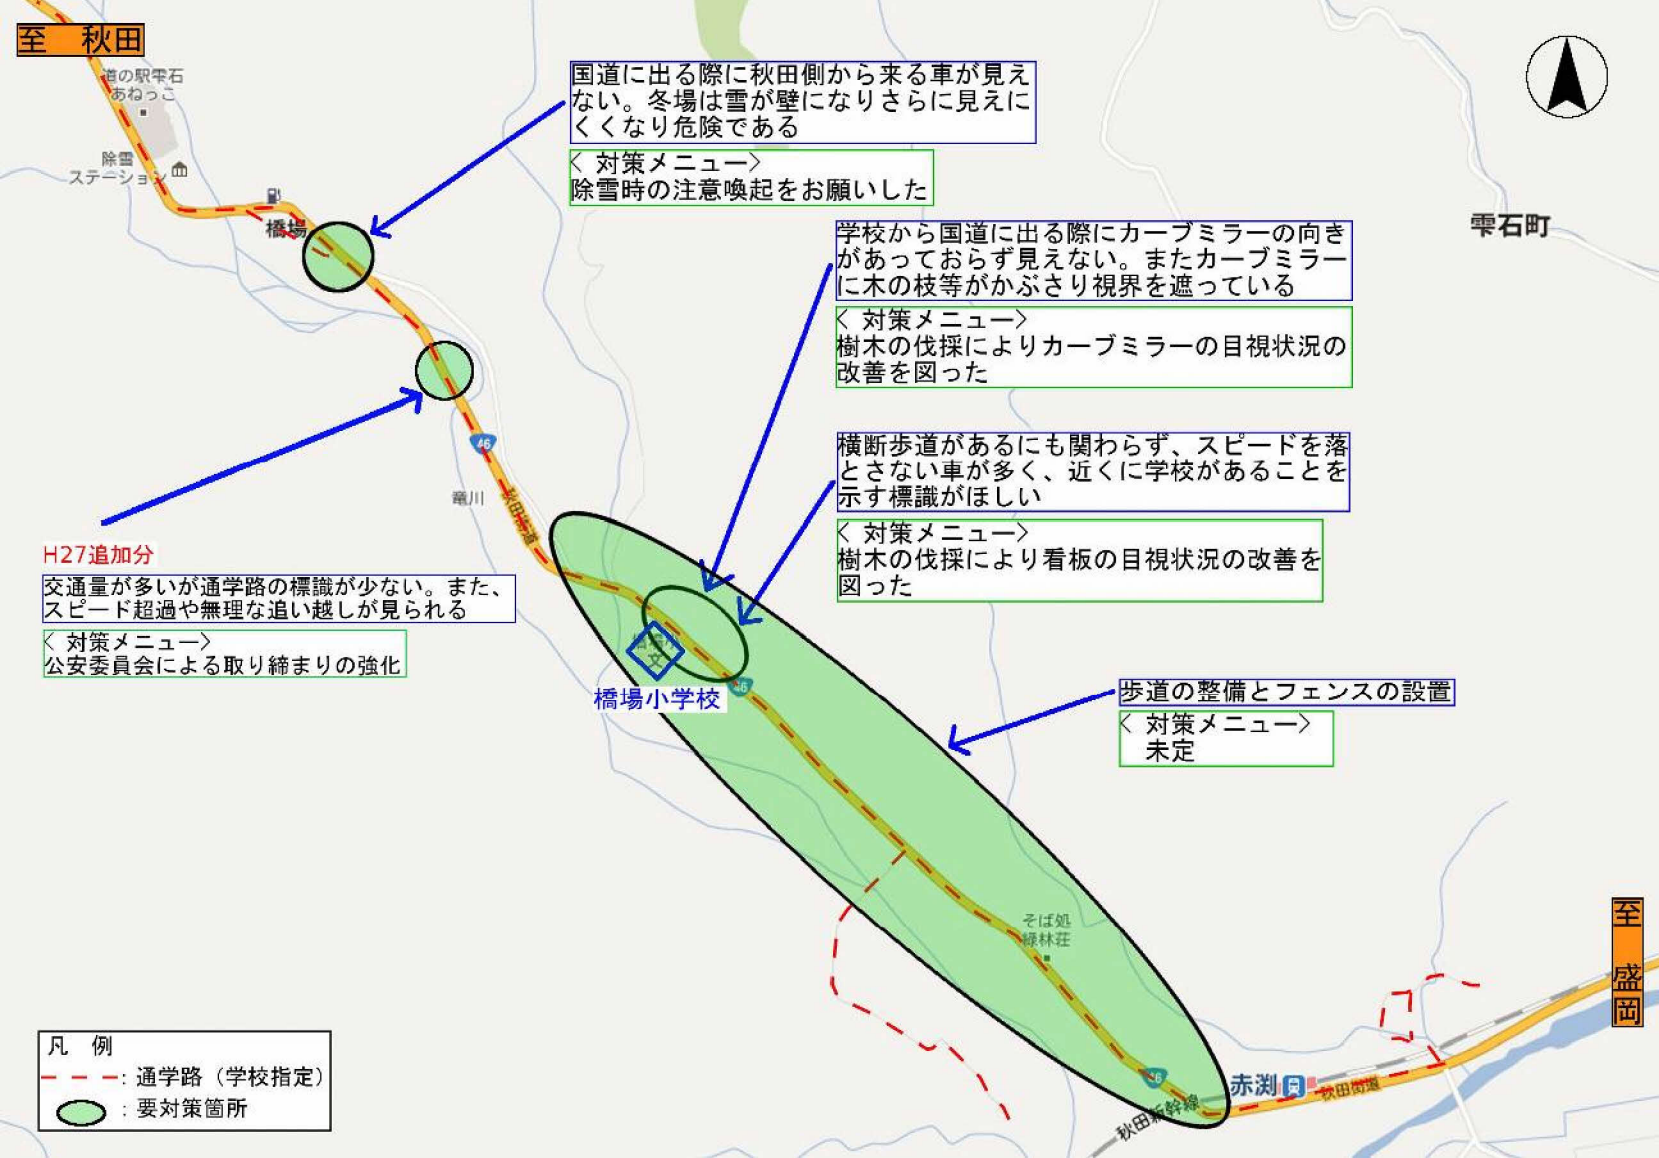 至 秋田
道の駅雫石
あねっこ
国道に出る際に秋田側から来る車が見え
ない。冬場は雪が壁になりさらに見えに
くくなり危険である
<対策メニュー>
除雪時の注意喚起をお願いした
除雪
ステーション
橋場
雫石町
学校から国道に出る際にカーブミラーの向き
があっておらず見えない。またカーブミラー
に木の枝等がかぶさり視界を遮っている
<対策メニュー>
樹木の伐採によりカーブミラーの目視状況の
改善を図った
46
竜川
秋田街道
横断歩道があるにも関わらず、スピードを落
とさない車が多く、近くに学校があることを
示す標識がほしい
<対策メニュー>
樹木の伐採により看板の目視状況の改善を
図った
H27追加分
交通量が多いが通学路の標識が少ない。また、
スピード超過や無理な追い越しが見られる
<対策メニュー>
公安委員会による取り締まりの強化
文
46
橋場小学校
歩道の整備とフェンスの設置
<対策メニュー>
未定
そば処
緑林荘
至 盛岡
凡 例
:通学路(学校指定)
:要対策箇所
46
赤渕
秋田街道
秋田新幹線